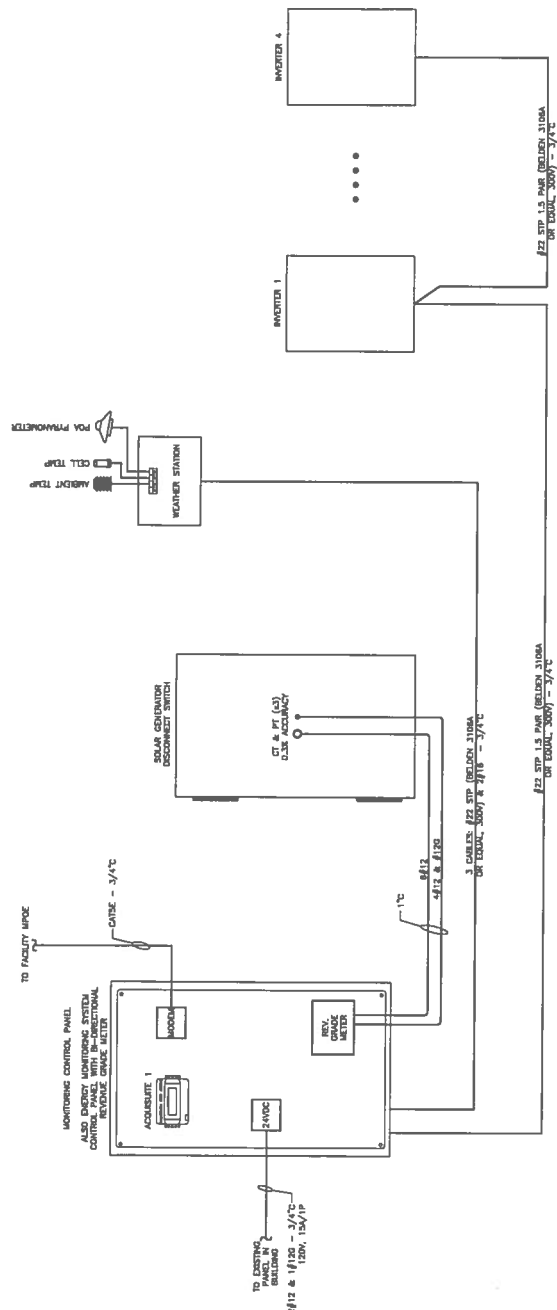 TO FACILITY MPOE
CAT5E - 3/4"C
MONITORING CONTROL PANEL
ALSO ENERGY MONITORING SYSTEM
CONTROL PANEL WITH BI-DIRECTIONAL
REVENUE GRADE METER
MODEM
ACQUISUITE 1
24VDC
REV.
GRADE
METER
TO EXISTING
PANEL IN
BUILDING
#12 & 1#12G - 3/4"C
120V, 15A/1P
SOLAR GENERATOR
DISCONNECT SWITCH
CT & PT (x3)
0.3% ACCURACY
6#12
4#12 & #12G
1"C
AMBIENT TEMP
CELL TEMP
POA PYRANOMETER
WEATHER STATION
3 CABLES: #22 STP (BELDEN 3106A
OR EQUAL, 300V) & 2#16 - 3/4"C
INVERTER 1
INVERTER 4
#22 STP 1.5 PAIR (BELDEN 3106A
OR EQUAL, 300V) - 3/4"C
#22 STP 1.5 PAIR (BELDEN 3106A
OR EQUAL, 300V) - 3/4"C